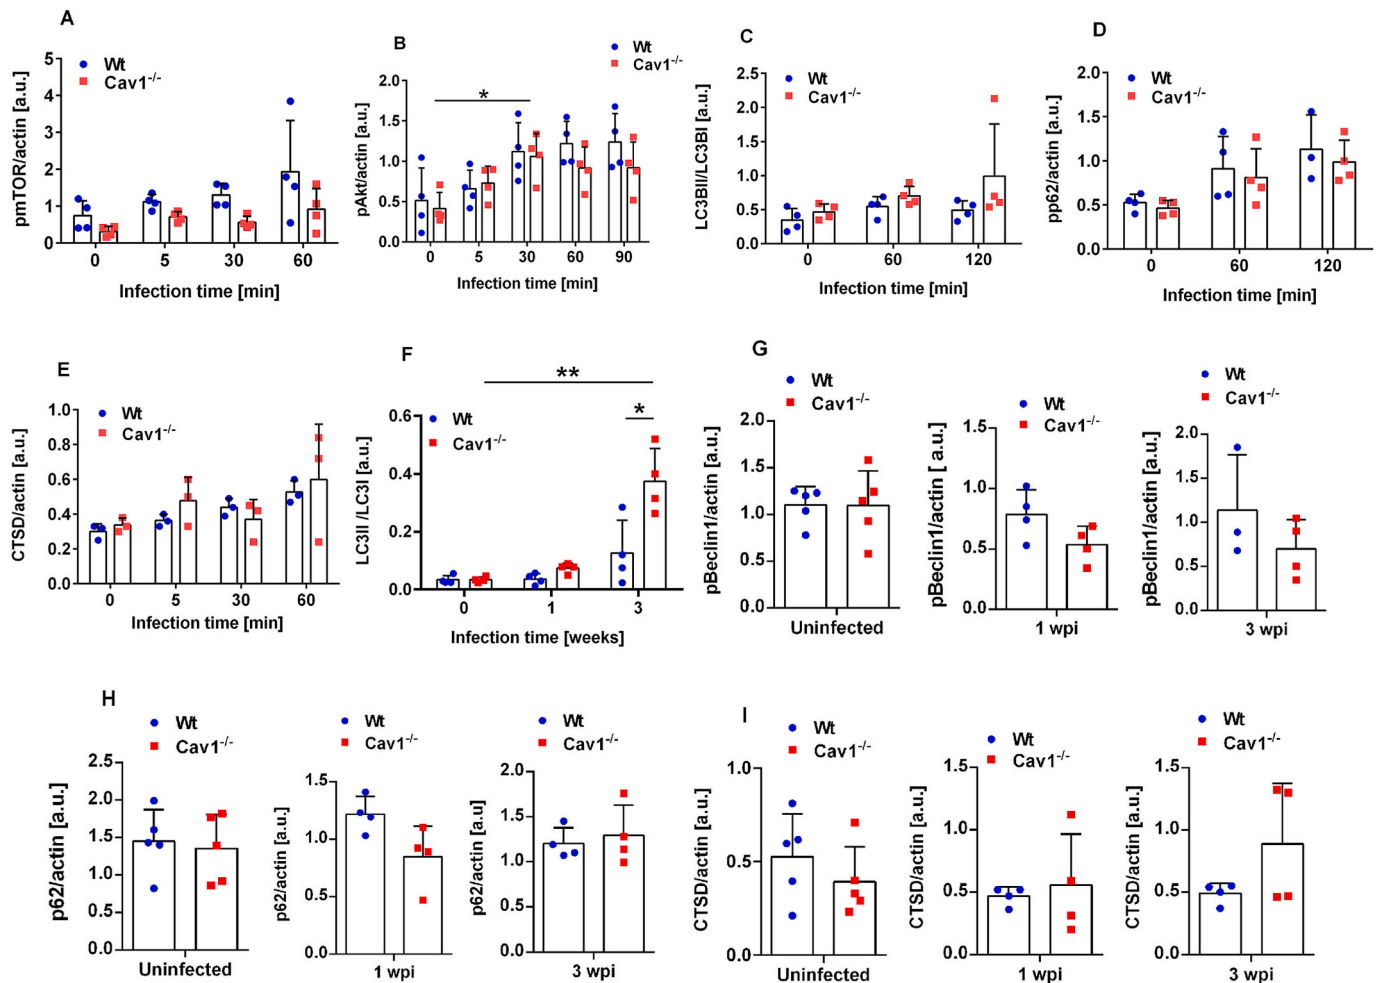 A
Wt
Cav1-/-
pmTOR/actin [a.u.]
5
4
3
2
1
0
0 5 30 60
Infection time [min]
B
Wt
Cav1-/-
pAkt/actin [a.u.]
2.0
1.5
1.0
0.5
0.0
*
0 5 30 60 90
Infection time [min]
C
Wt
Cav1-/-
LC3BII/LC3BI [a.u.]
2.5
2.0
1.5
1.0
0.5
0.0
0 60 120
Infection time [min]
D
Wt
Cav1-/-
pp62/actin [a.u.]
2.0
1.5
1.0
0.5
0.0
0 60 120
Infection time [min]
E
Wt
Cav1-/-
CTSD/actin [a.u.]
1.0
0.8
0.6
0.4
0.2
0.0
0 5 30 60
Infection time [min]
F
**
*
Wt
Cav1-/-
LC3II /LC3I [a.u.]
0.6
0.4
0.2
0.0
0 1 3
Infection time [weeks]
G
Wt
Cav1-/-
pBeclin1/actin [a.u.]
2.0
1.5
1.0
0.5
0.0
Uninfected
Wt
Cav1-/-
pBeclin1/actin [ a.u.]
1.5
1.0
0.5
0.0
1 wpi
Wt
Cav1-/-
pBeclin1/actin [a.u.]
2.0
1.5
1.0
0.5
0.0
3 wpi
H
Wt
Cav1-/-
p62/actin [a.u.]
2.5
2.0
1.5
1.0
0.5
0.0
Uninfected
Wt
Cav1-/-
p62/actin [a.u.]
1.5
1.0
0.5
0.0
1 wpi
Wt
Cav1-/-
p62/actin [a.u]
2.0
1.5
1.0
0.5
0.0
3 wpi
I
Wt
Cav1-/-
CTSD/actin [a.u.]
1.0
0.5
0.0
Uninfected
Wt
Cav1-/-
CTSD/actin [a.u.]
1.5
1.0
0.5
0.0
1 wpi
Wt
Cav1-/-
CTSD/actin [a.u.]
1.5
1.0
0.5
0.0
3 wpi